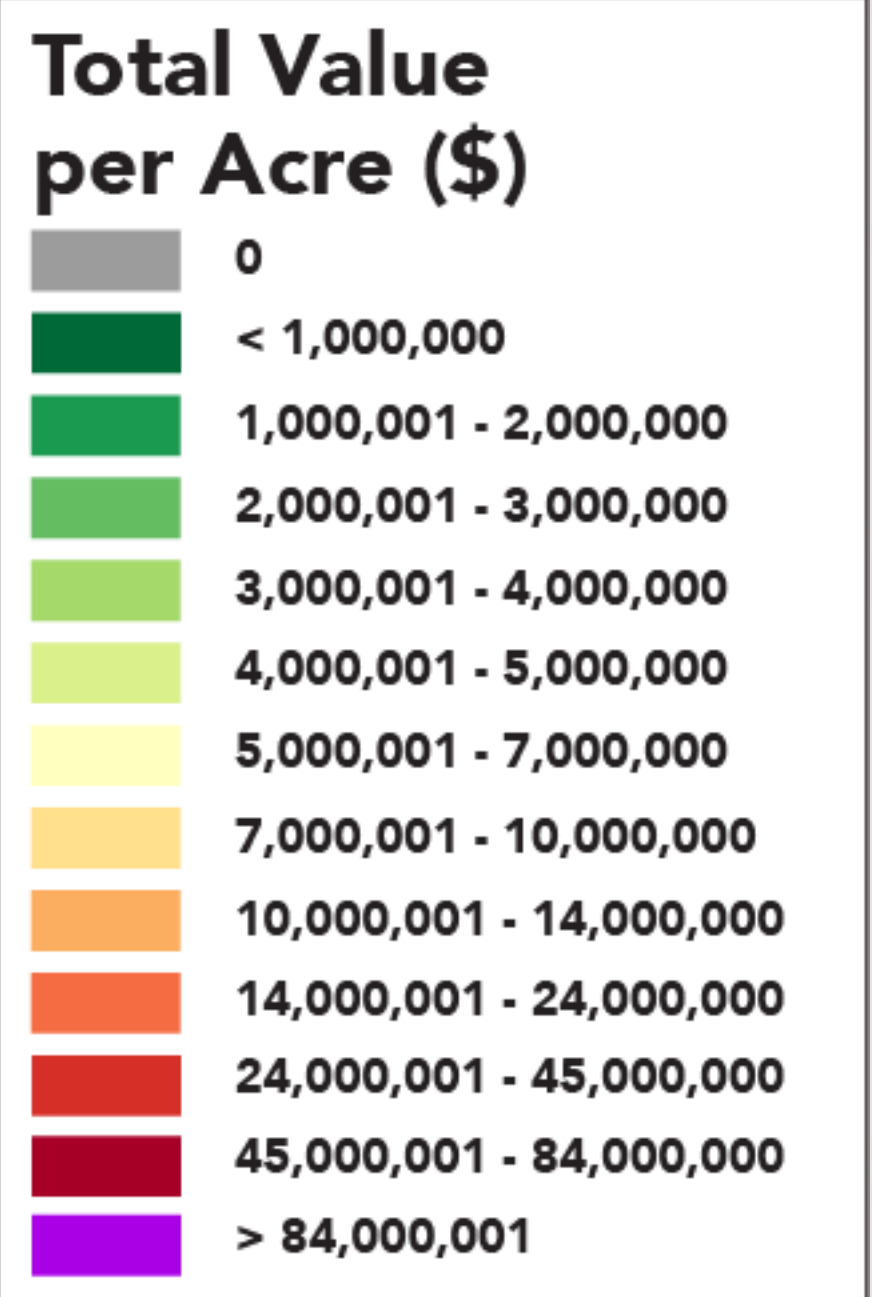 Total Value
per Acre ($)
0
< 1,000,000
1,000,001 - 2,000,000
2,000,001 - 3,000,000
3,000,001 - 4,000,000
4,000,001 - 5,000,000
5,000,001 - 7,000,000
7,000,001 - 10,000,000
10,000,001 - 14,000,000
14,000,001 - 24,000,000
24,000,001 - 45,000,000
45,000,001 - 84,000,000
> 84,000,001